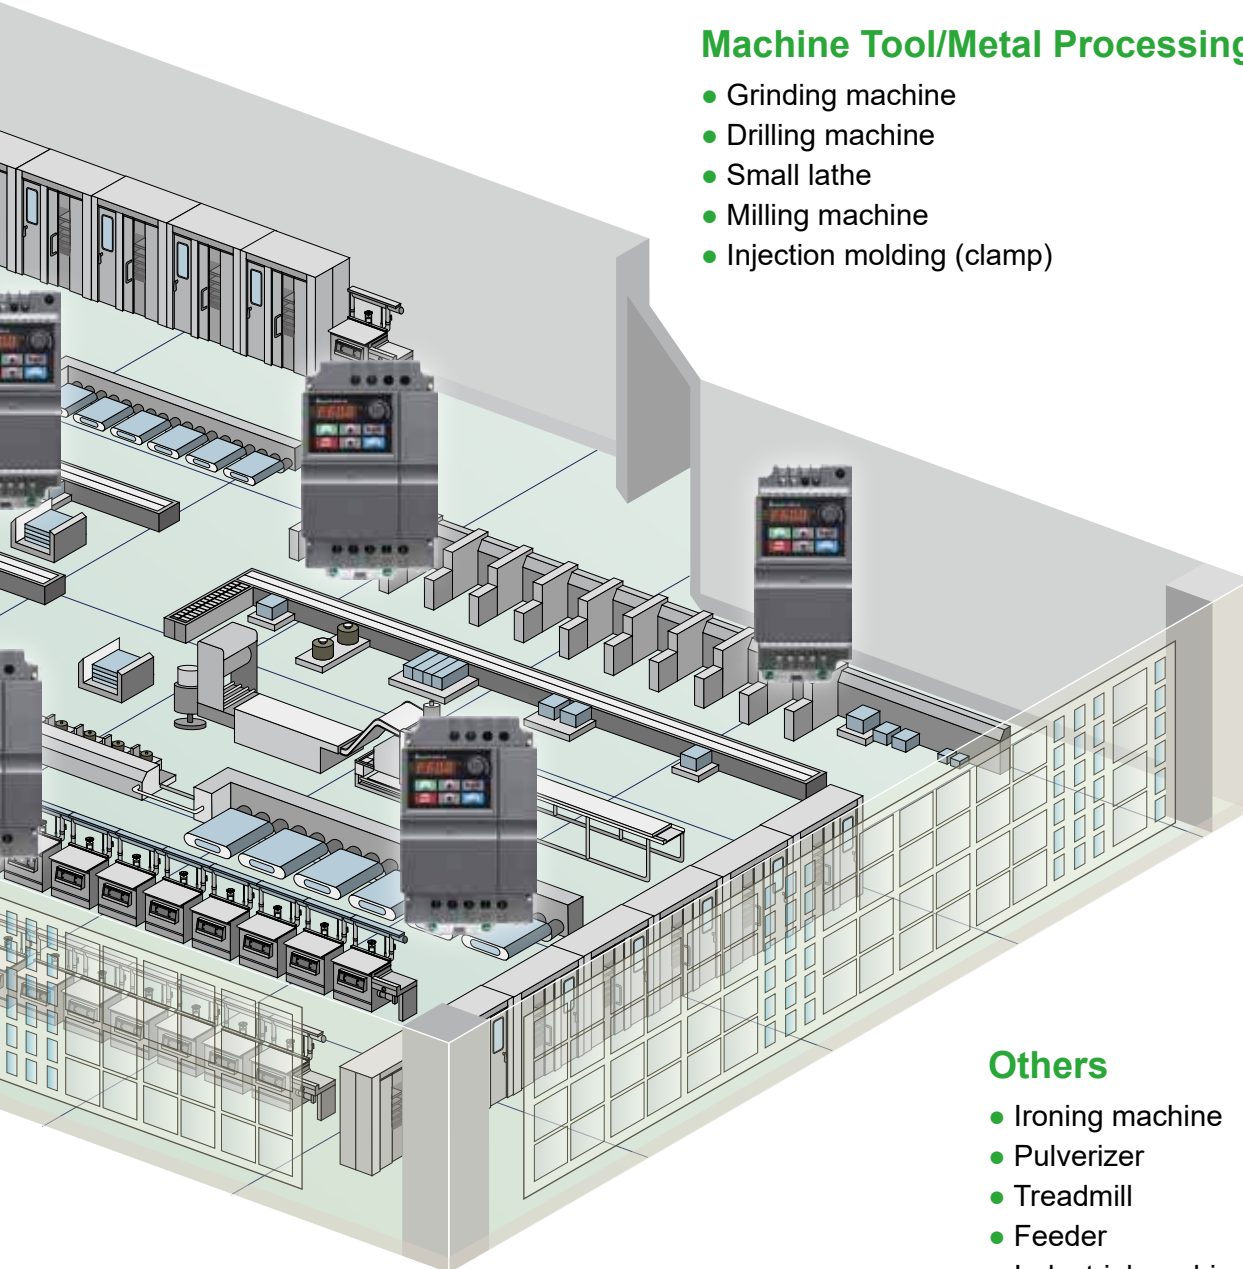 Machine Tool/Metal Processing
● Grinding machine
● Drilling machine
● Small lathe
● Milling machine
● Injection molding (clamp)
Others
● Ironing machine
● Pulverizer
● Treadmill
● Feeder